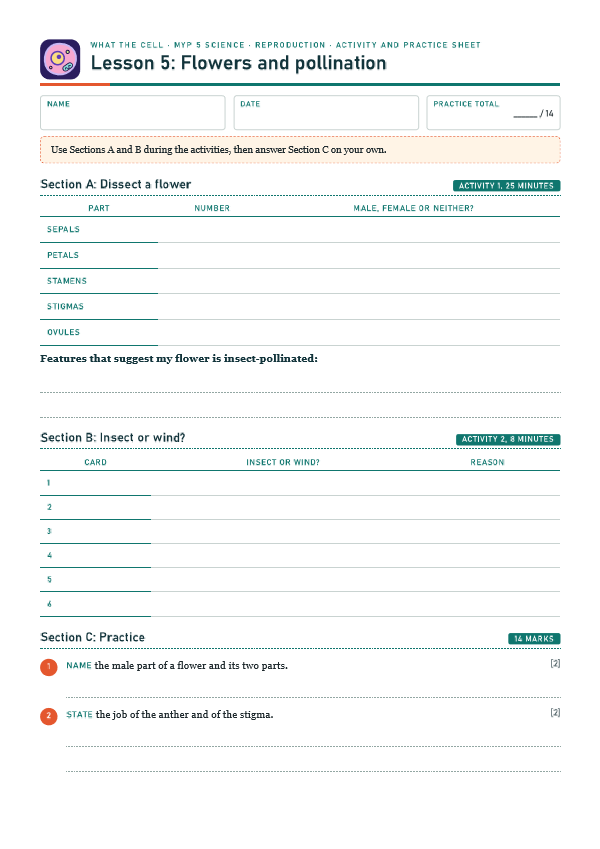 WHAT THE CELL · MYP 5 SCIENCE · REPRODUCTION · ACTIVITY AND PRACTICE SHEET
Lesson 5: Flowers and pollination
NAME
DATE
PRACTICE TOTAL
_____ / 14
Use Sections A and B during the activities, then answer Section C on your own.
Section A: Dissect a flower
ACTIVITY 1, 25 MINUTES
PART NUMBER MALE, FEMALE OR NEITHER?
SEPALS
PETALS
STAMENS
STIGMAS
OVULES
Features that suggest my flower is insect-pollinated:
Section B: Insect or wind?
ACTIVITY 2, 8 MINUTES
CARD INSECT OR WIND? REASON
1
2
3
4
5
6
Section C: Practice
14 MARKS
1 NAME the male part of a flower and its two parts. [2]
2 STATE the job of the anther and of the stigma. [2]